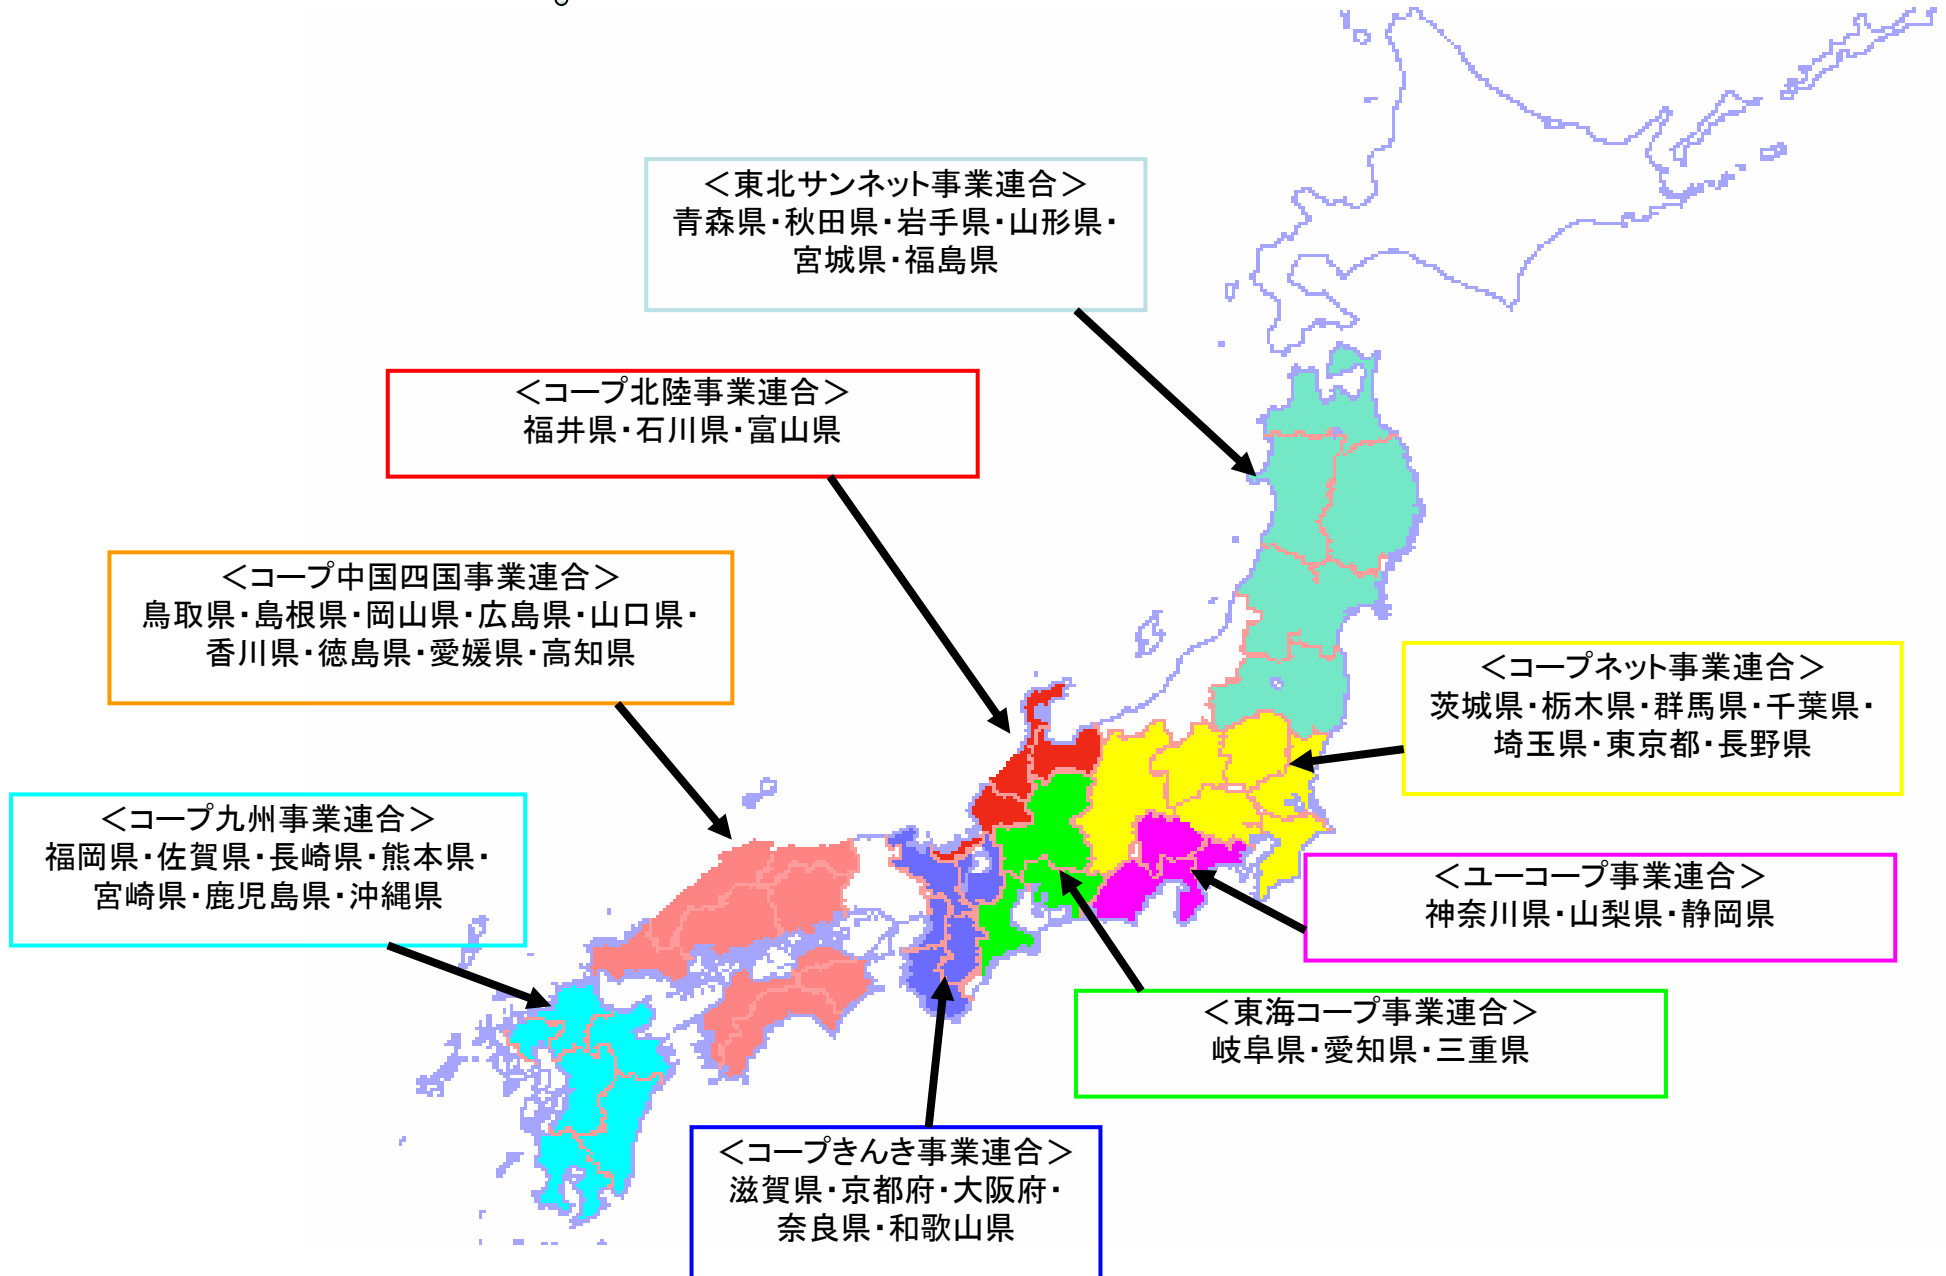 。
＜東北サンネット事業連合＞
青森県・秋田県・岩手県・山形県・
宮城県・福島県
＜コープ北陸事業連合＞
福井県・石川県・富山県
＜コープ中国四国事業連合＞
鳥取県・島根県・岡山県・広島県・山口県・
香川県・徳島県・愛媛県・高知県
＜コープネット事業連合＞
茨城県・栃木県・群馬県・千葉県・
埼玉県・東京都・長野県
＜コープ九州事業連合＞
福岡県・佐賀県・長崎県・熊本県・
宮崎県・鹿児島県・沖縄県
＜ユーコープ事業連合＞
神奈川県・山梨県・静岡県
＜東海コープ事業連合＞
岐阜県・愛知県・三重県
＜コープきんき事業連合＞
滋賀県・京都府・大阪府・
奈良県・和歌山県